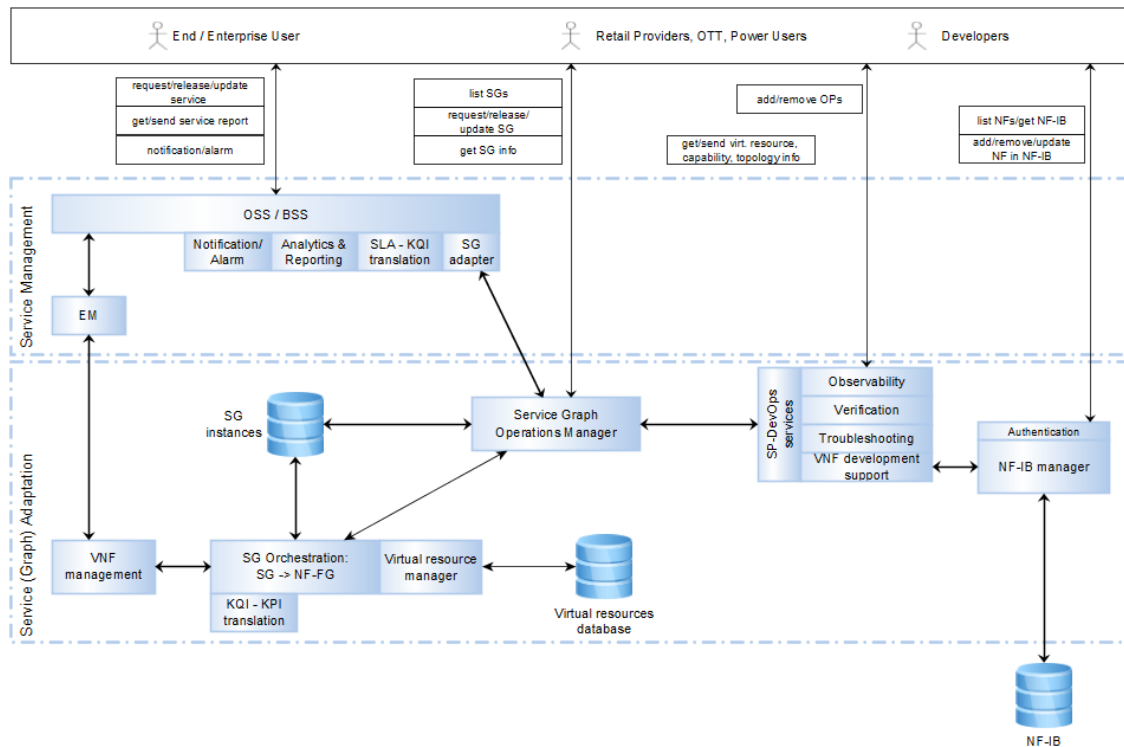 End / Enterprise User
Retail Providers, OTT, Power Users
Developers
request/release/update
service
get/send service report
notification/alarm
list SGs
request/release/
update SG
get SG info
add/remove OPs
get/send virt. resource,
capability, topology info
list NFs/get NF-IB
add/remove/update
NF in NF-IB
Service Management
OSS / BSS
Notification/
Alarm
Analytics &
Reporting
SLA - KQI
translation
SG
adapter
EM
Service (Graph) Adaptation
SG
instances
Service Graph
Operations Manager
SP-DevOps
services
Observability
Verification
Troubleshooting
VNF development
support
Authentication
NF-IB manager
VNF
management
SG Orchestration:
SG -> NF-FG
Virtual resource
manager
KQI - KPI
translation
Virtual resources
database
NF-IB